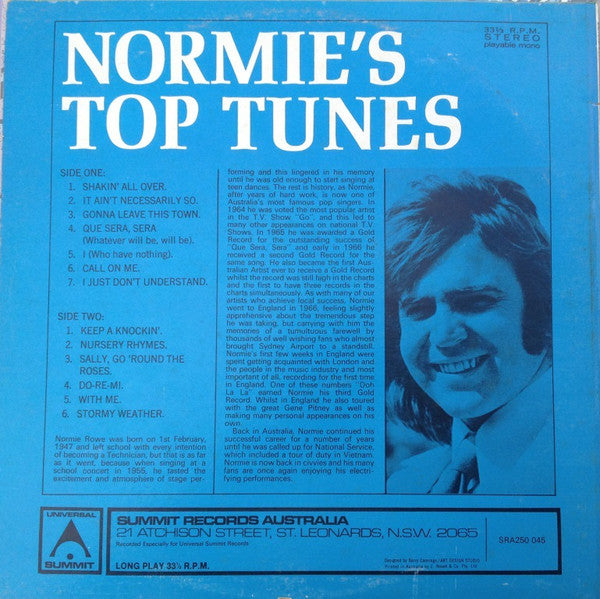 NORMIE'S
TOP TUNES
33⅓ R.P.M.
STEREO
playable mono
SIDE ONE:
1. SHAKIN' ALL OVER.
2. IT AIN'T NECESSARILY SO.
3. GONNA LEAVE THIS TOWN.
4. QUE SERA, SERA
(Whatever will be, will be).
5. I (Who have nothing).
6. CALL ON ME.
7. I JUST DON'T UNDERSTAND.
SIDE TWO:
1. KEEP A KNOCKIN'.
2. NURSERY RHYMES.
3. SALLY, GO 'ROUND THE
ROSES.
4. DO-RE-MI.
5. WITH ME.
6. STORMY WEATHER.
Normie Rowe was born on 1st February,
1947 and left school with every intention of
becoming a Technician, but that is as far
as it went, because when singing at a
school concert in 1955, he tasted the
excitement and atmosphere of stage per-
forming and this lingered in his memory
until he was old enough to start singing at
teen dances. The rest is history, as Normie,
after years of hard work, is now one of
Australia's most famous pop singers. In
1964 he was voted the most popular artist
in the T.V. Show "Go", and this led to
many other appearances on national T.V.
Shows. In 1965 he was awarded a Gold
Record for the outstanding success of
"Que Sera, Sera" and early in 1966 he
received a second Gold Record for the
same song. He also became the first Aus-
tralian Artist ever to receive a Gold Record
whilst the record was still high in the charts
and the first to have three records in the
charts simultaneously. As with many of our
artists who achieve local success, Normie
went to England in 1966, feeling slightly
apprehensive about the tremendous step
he was taking, but carrying with him the
memories of a tumultuous farewell by
thousands of well wishing fans who almost
brought Sydney Airport to a standstill.
Normie's first few weeks in England were
spent getting acquainted with London and
the people in the music industry and most
important of all, recording for the first time
in England. One of these numbers "Ooh
La La" earned Normie his third Gold
Record. Whilst in England he also toured
with the great Gene Pitney as well as
making many personal appearances on his
own.
Back in Australia, Normie continued his
successful career for a number of years
until he was called up for National Service,
which included a tour of duty in Vietnam.
Normie is now back in civvies and his many
fans are once again enjoying his electri-
fying performances.
UNIVERSAL
SUMMIT
SUMMIT RECORDS AUSTRALIA
21 ATCHISON STREET, ST. LEONARDS, N.S.W. 2065
Recorded Especially for Universal Summit Records
SRA250 045
LONG PLAY 33⅓ R.P.M.
Designed by Barry Cummings / ART DESIGN STUDIO
Printed in Australia by